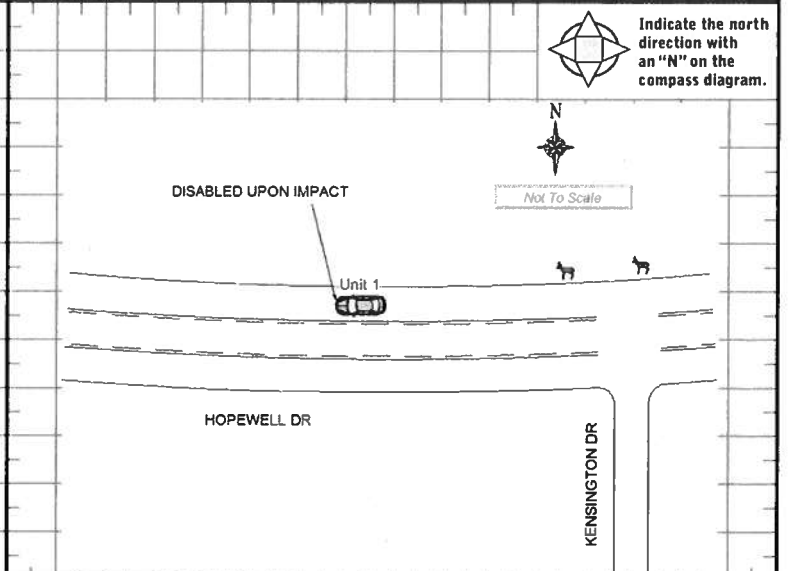 Indicate the north
direction with
an "N" on the
compass diagram.
N
DISABLED UPON IMPACT
Not To Scale
Unit 1
HOPEWELL DR
KENSINGTON DR